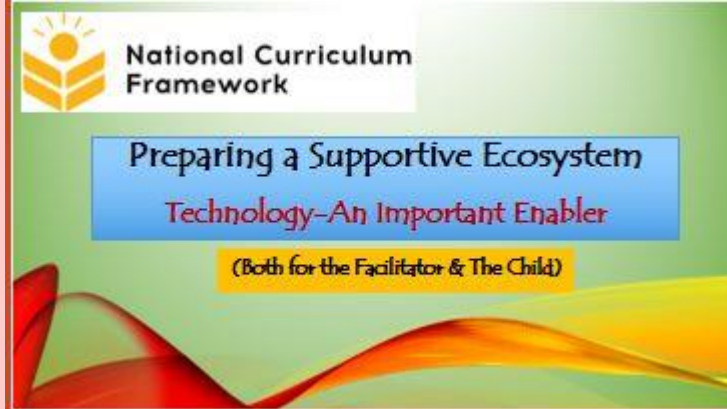 National Curriculum
Framework
Preparing a Supportive Ecosystem
Technology-An Important Enabler
(Both for the Facilitator & The Child)